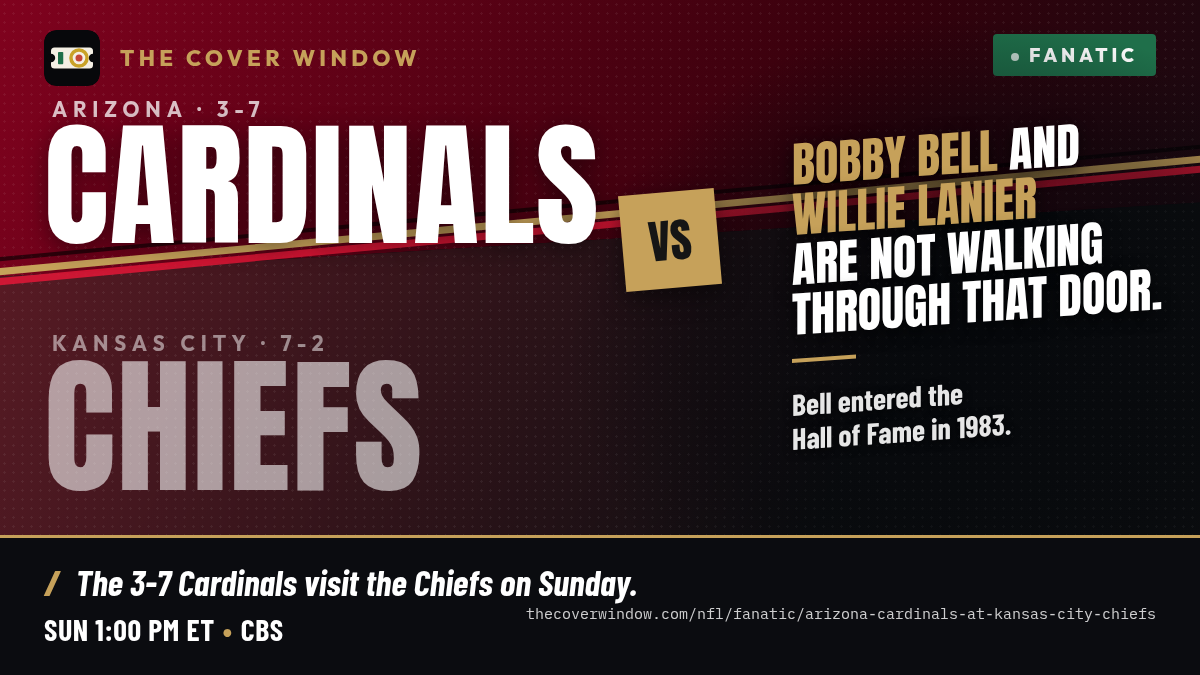 THE COVER WINDOW
FANATIC
ARIZONA · 3-7
CARDINALS
VS
KANSAS CITY · 7-2
CHIEFS
BOBBY BELL AND
WILLIE LANIER
ARE NOT WALKING
THROUGH THAT DOOR.
Bell entered the
Hall of Fame in 1983.
/ The 3-7 Cardinals visit the Chiefs on Sunday.
SUN 1:00 PM ET • CBS
thecoverwindow.com/nfl/fanatic/arizona-cardinals-at-kansas-city-chiefs